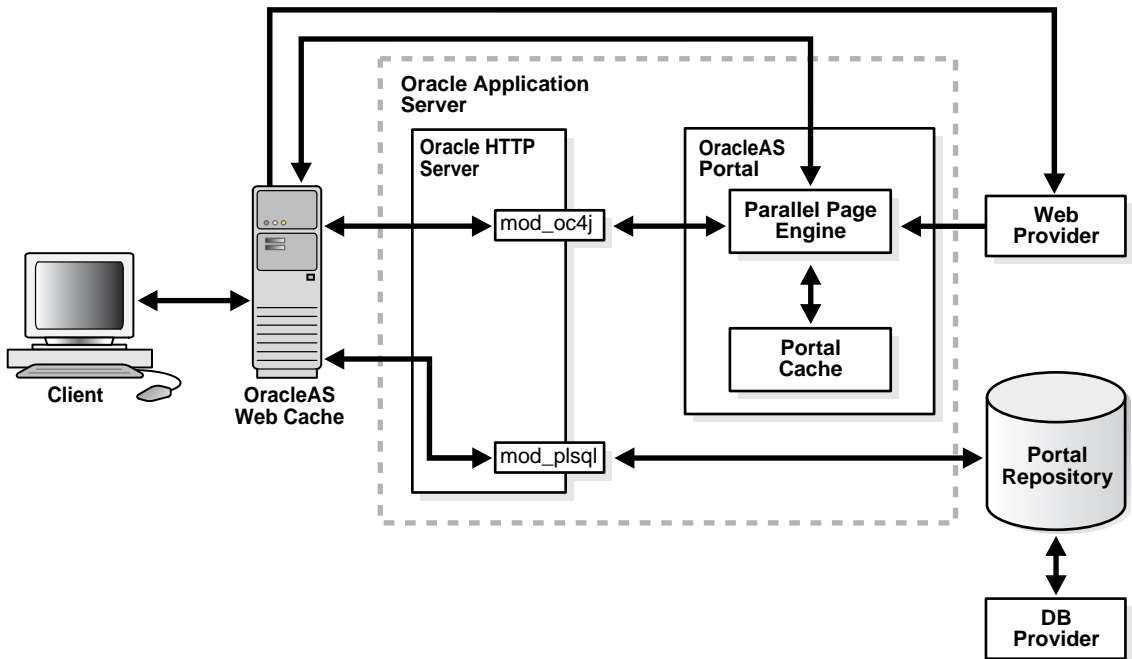 Oracle Application
Server
Oracle HTTP
Server
OracleAS
Portal
mod_oc4j
Parallel Page
Engine
Web
Provider
Portal
Cache
Client
OracleAS
Web Cache
mod_plsql
Portal
Repository
DB
Provider